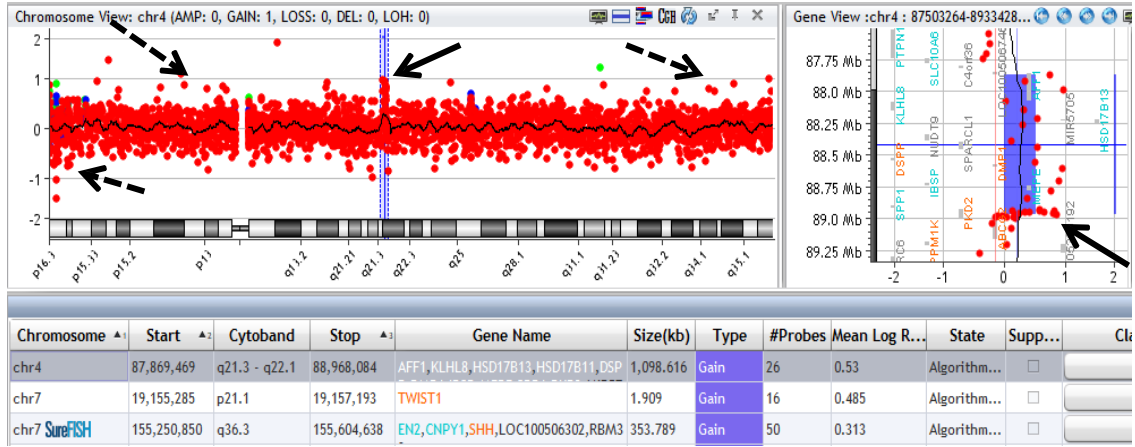 Chromosome View: chr4 (AMP: 0, GAIN: 1, LOSS: 0, DEL: 0, LOH: 0)
CGH
Gene View :chr4 : 87503264-8933428...
2
1
0
-1
-2
p16.3
p15.33
p15.2
p13
q13.2
q21.21
q21.3
q22.3
q25
q28.1
q31.1
q31.23
q34.1
q35.1
87.75 Mb
88.0 Mb
88.25 Mb
88.5 Mb
88.75 Mb
89.0 Mb
89.25 Mb
PTPN1
KLHL8
DSPP
SPP1
RC6
SLC10A6
NUDT9
IBSP
PPM1K
C4orf36
SPARCL1
PKD2
LOC100506746
DMP1
AFF1
MIR5705
HSD17B13
-2
-1
0
1
2
Chromosome Start Cytoband Stop Gene Name Size(kb) Type #Probes Mean Log R... State Supp... Cla
chr4 87,869,469 q21.3 - q22.1 88,968,084 AFF1,KLHL8,HSD17B13,HSD17B11,DSP 1,098.616 Gain 26 0.53 Algorithm...
chr7 19,155,285 p21.1 19,157,193 TWIST1 1.909 Gain 16 0.485 Algorithm...
chr7 SureFISH 155,250,850 q36.3 155,604,638 EN2,CNPY1,SHH,LOC100506302,RBM3 353.789 Gain 50 0.313 Algorithm...